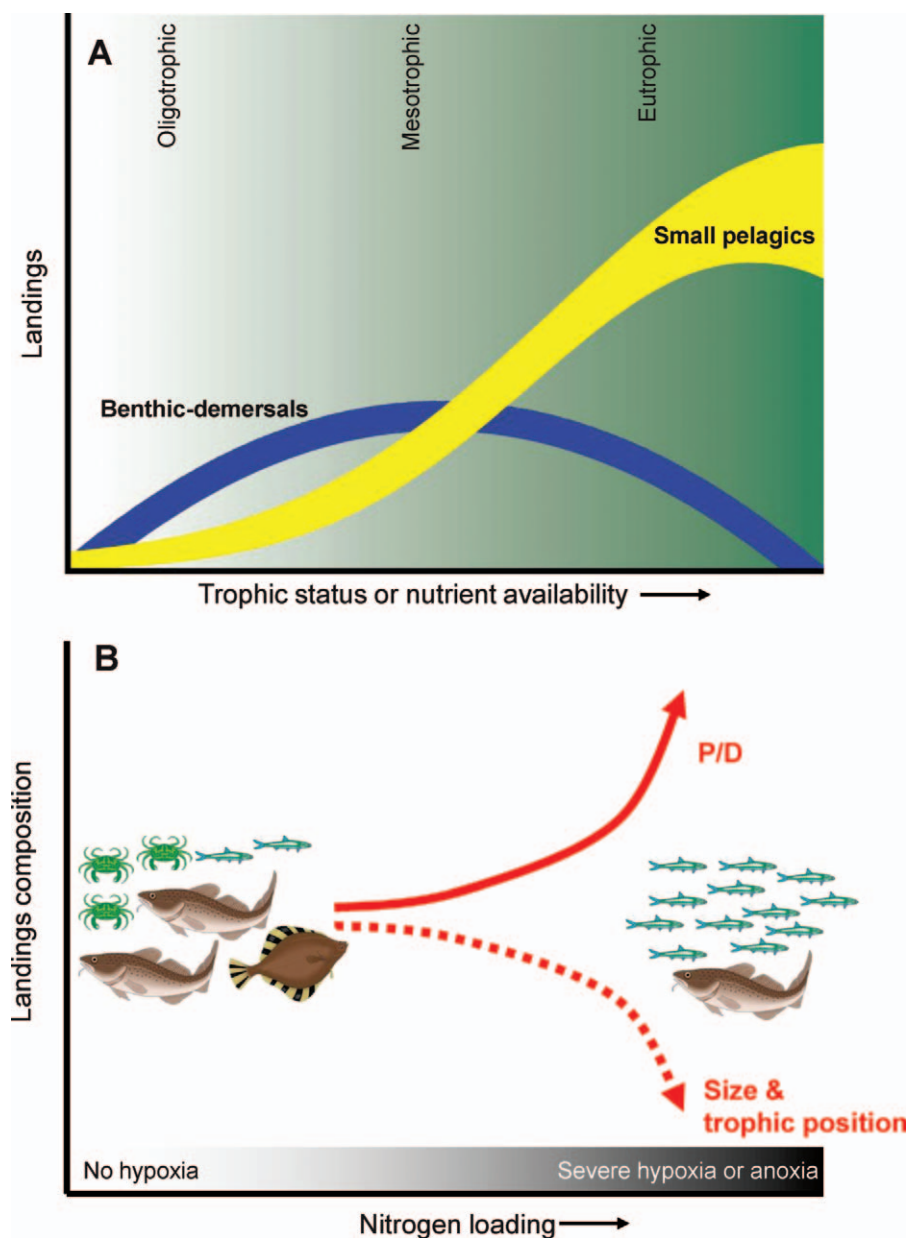 A
Oligotrophic
Mesotrophic
Eutrophic
Landings
Small pelagics
Benthic-demersals
Trophic status or nutrient availability
B
Landings composition
P/D
Size &
trophic position
No hypoxia
Severe hypoxia or anoxia
Nitrogen loading